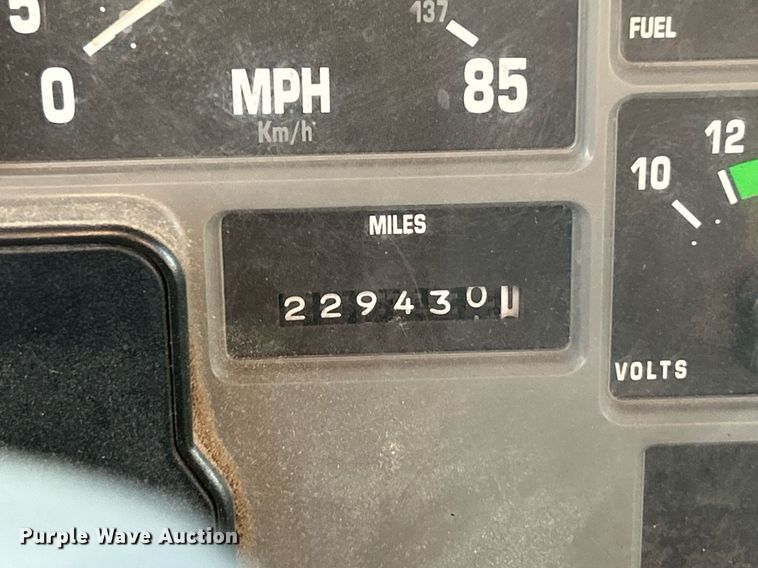 5
137
FUEL
0
MPH
85
Km/h
10
12
MILES
2294301
VOLTS
Purple Wave Auction